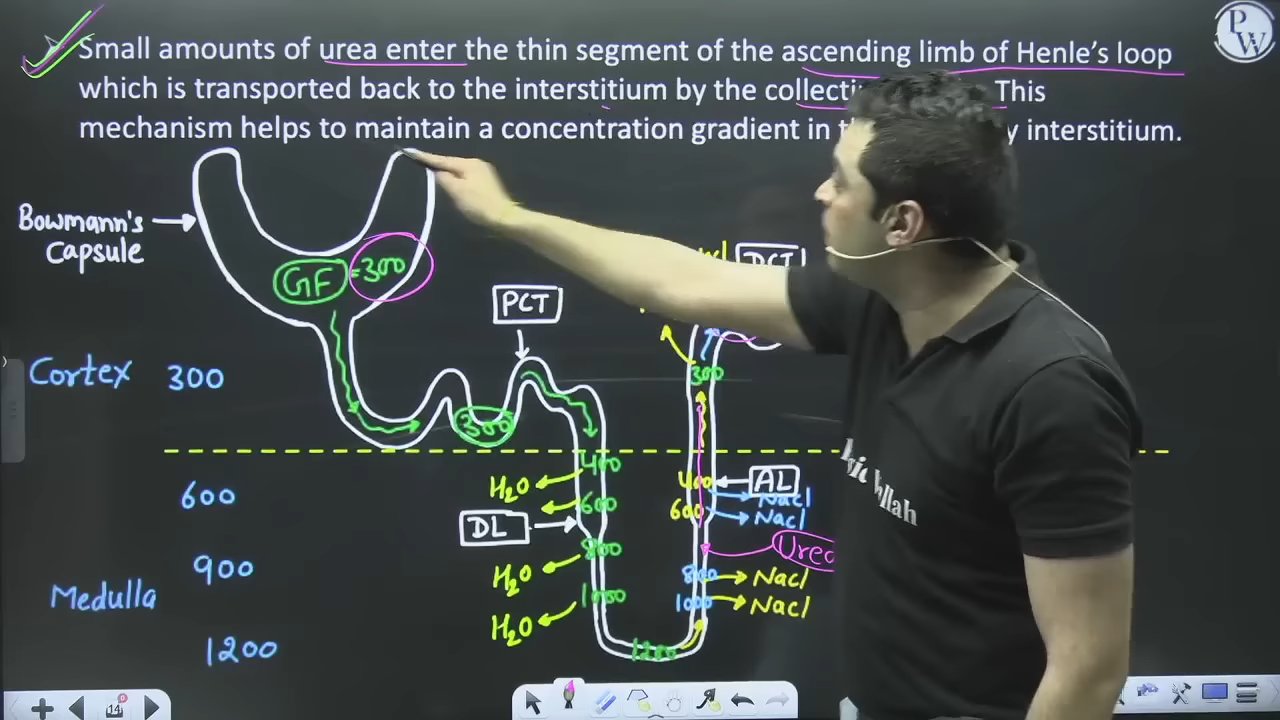 Small amounts of urea enter the thin segment of the ascending limb of Henle's loop
which is transported back to the interstitium by the This
mechanism helps to maintain a concentration gradient in interstitium.
PW
Bowmann's
Capsule
GF = 300
PCT
DCT
Cortex 300
300
300
400
H2O
600
DL
800
H2O
1000
H2O
1200
400
AL
Nacl
600
Nacl
800
Nacl
1000
Nacl
600
900
Medulla
1200
14